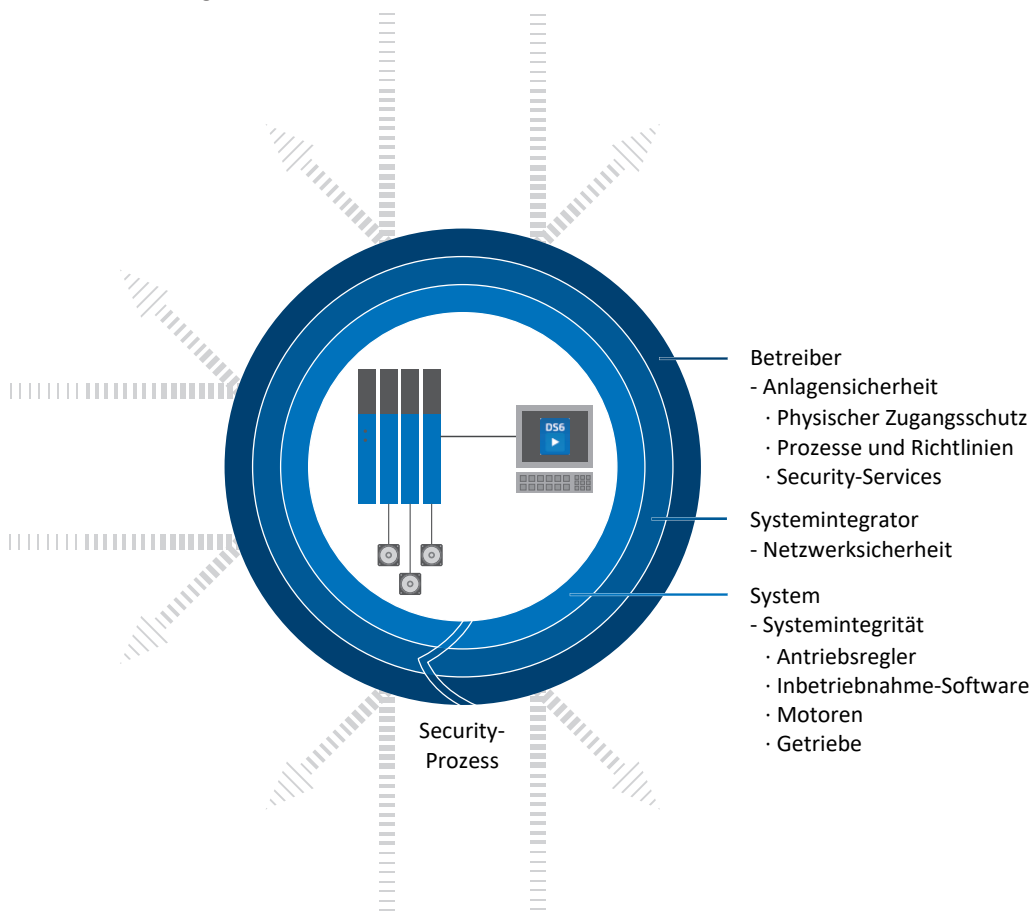 DS6
Betreiber
- Anlagensicherheit
· Physischer Zugangsschutz
· Prozesse und Richtlinien
· Security-Services
Systemintegrator
- Netzwerksicherheit
System
- Systemintegrität
· Antriebsregler
· Inbetriebnahme-Software
· Motoren
· Getriebe
Security-
Prozess